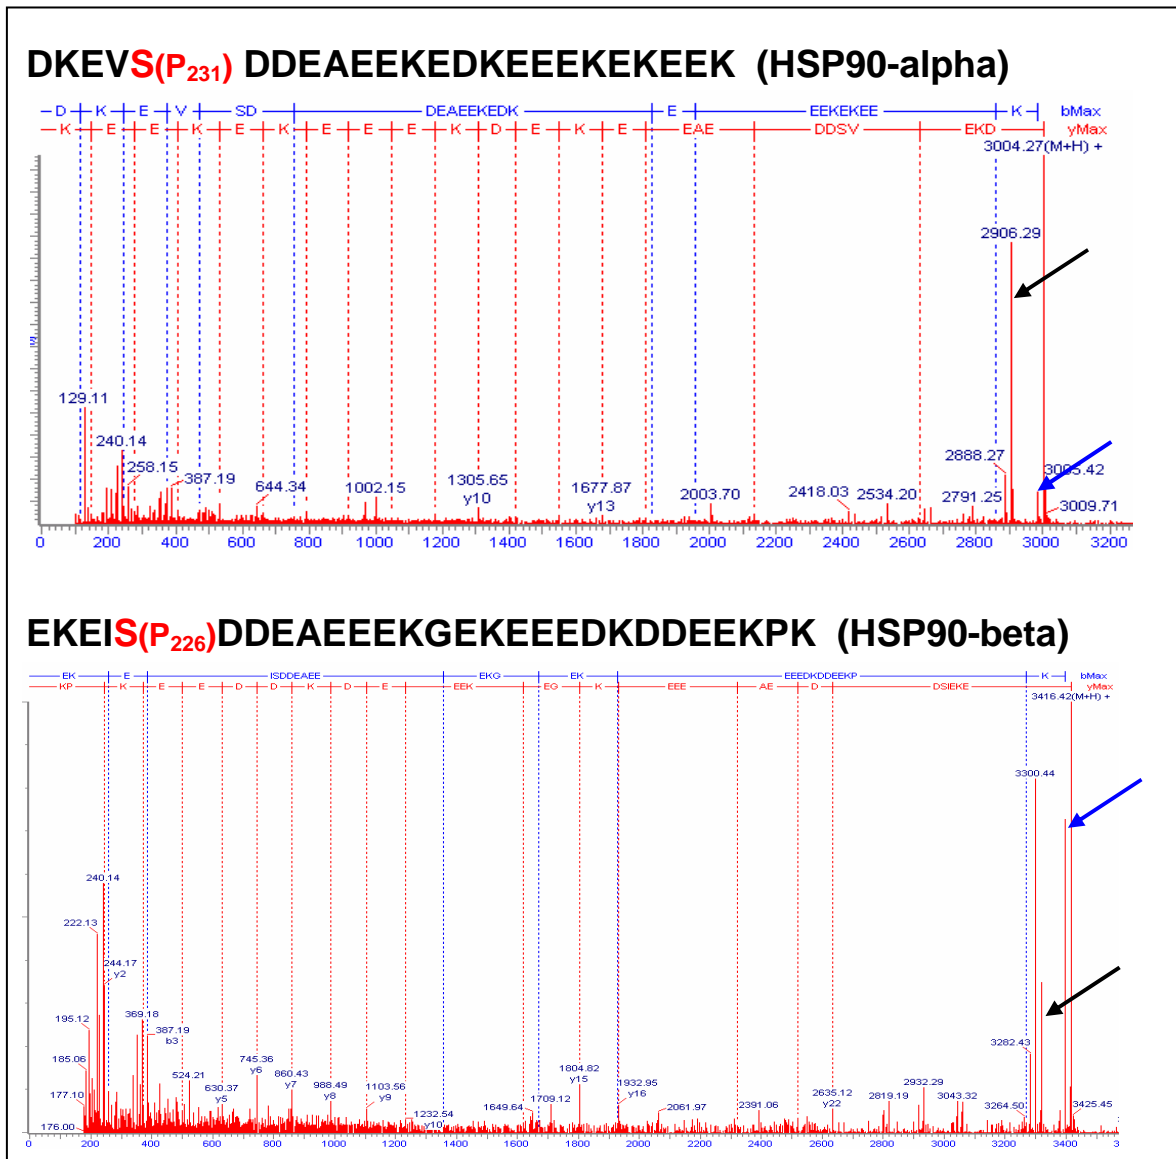 DKEVS(P231) DDEAEEKEDKEEEKEKEEK (HSP90-alpha)
D K E V SD DEAEEKEDK E EEKEKEE K bMax
K E E K E K E E E K D E K E EAE DDSV EKD yMax
3004.27(M+H) +
2906.29
129.11
240.14
258.15
387.19
644.34
1002.15
1305.65
y10
1677.87
y13
2003.70
2418.03
2534.20
2791.25
2888.27
3009.71
0 200 400 600 800 1000 1200 1400 1600 1800 2000 2200 2400 2600 2800 3000 3200
EKEIS(P226)DDEAEEEKGEKEEEDKDDEEKPK (HSP90-beta)
EK E ISDDEAEE EKG EK EEEDKDDEEKP K bMax
KP K E E D D K D E EEK EG K EEE AE D DSIEKE yMax
3416.42(M+H) +
3300.44
240.14
222.13
244.17
y2
195.12
369.18
387.19
b3
185.06
177.10
176.00
524.21
630.37
y5
745.36
y6
860.43
y7
988.49
y8
1103.56
y9
1232.54
y10
1649.64
1709.12
1804.82
y15
1932.95
y16
2061.97
2391.06
2635.12
y22
2819.19
2932.29
3043.32
3264.50
3282.43
3425.45
0 200 400 600 800 1000 1200 1400 1600 1800 2000 2200 2400 2600 2800 3000 3200 3400